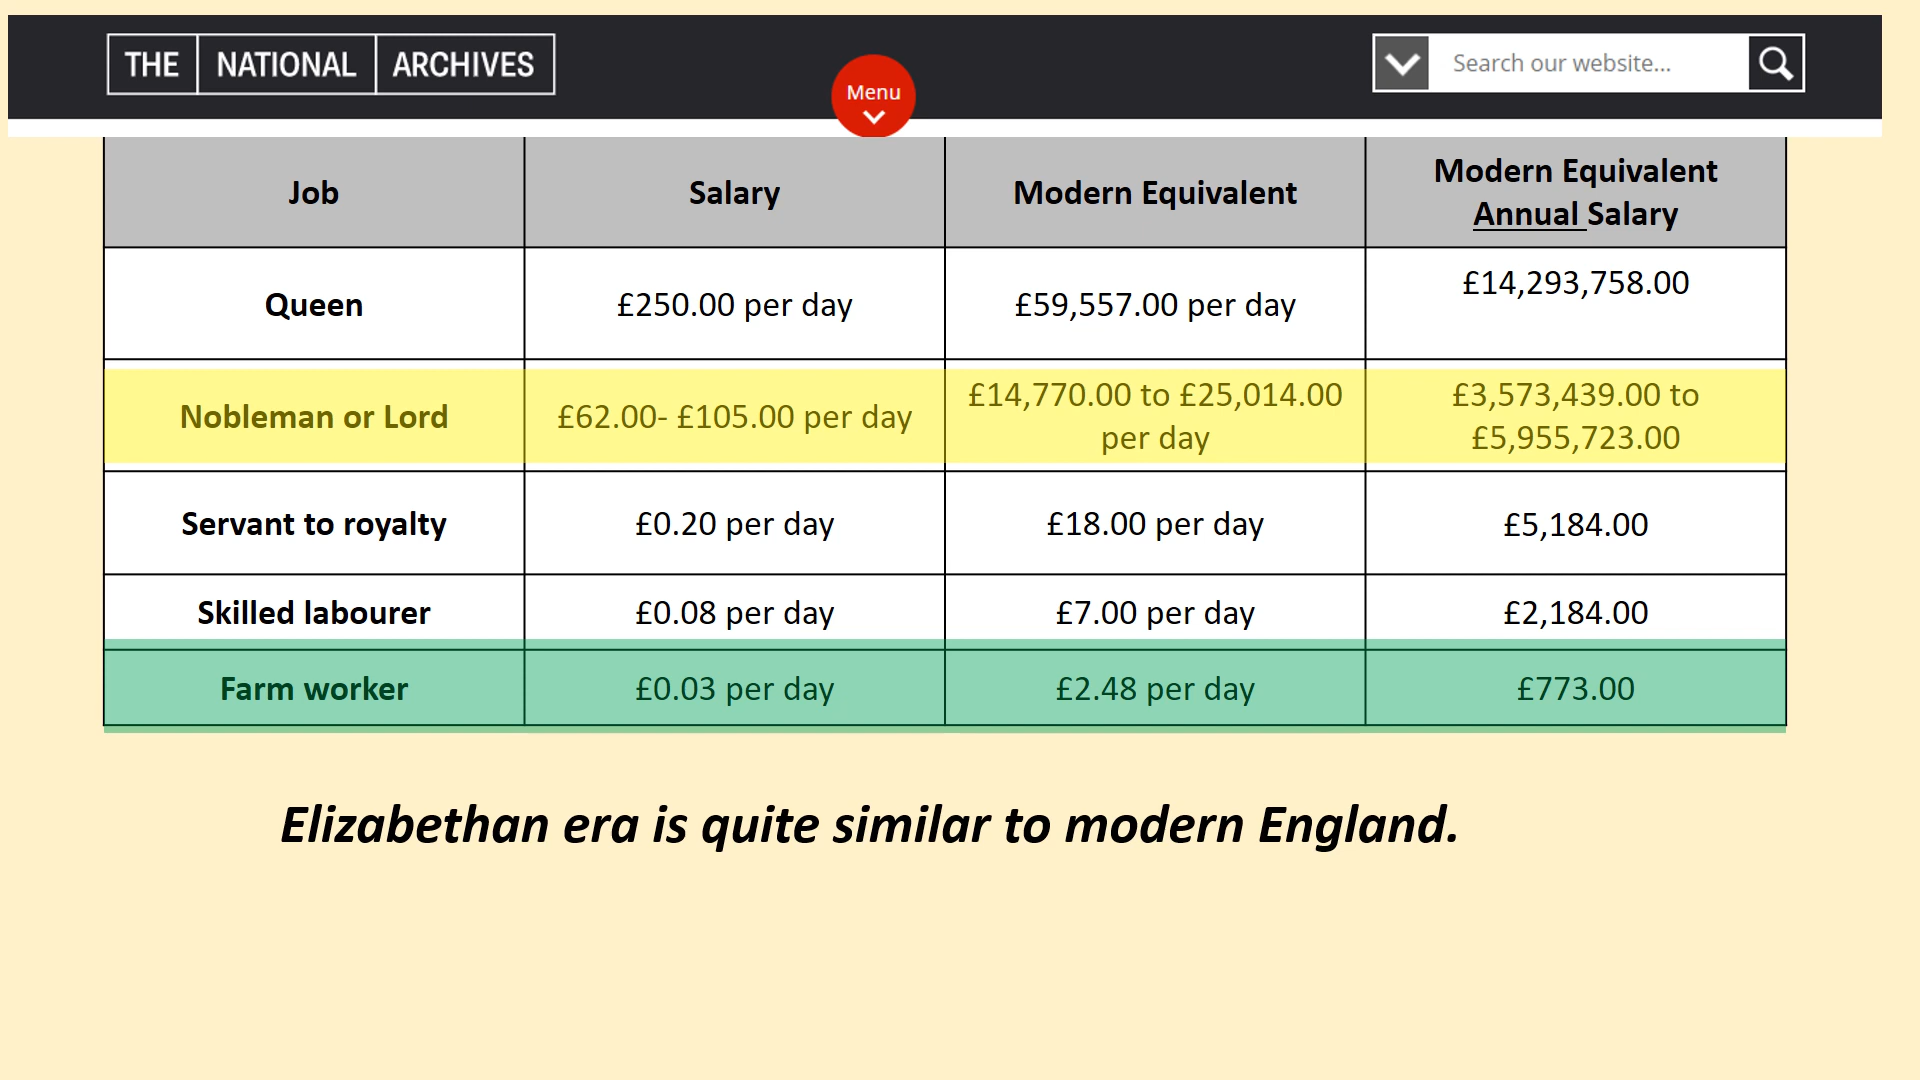 THE NATIONAL ARCHIVES
Menu
Search our website...
Job Salary Modern Equivalent Modern Equivalent
Annual Salary
Queen £250.00 per day £59,557.00 per day £14,293,758.00
Nobleman or Lord £62.00- £105.00 per day £14,770.00 to £25,014.00 £3,573,439.00 to
per day £5,955,723.00
Servant to royalty £0.20 per day £18.00 per day £5,184.00
Skilled labourer £0.08 per day £7.00 per day £2,184.00
Farm worker £0.03 per day £2.48 per day £773.00
Elizabethan era is quite similar to modern England.